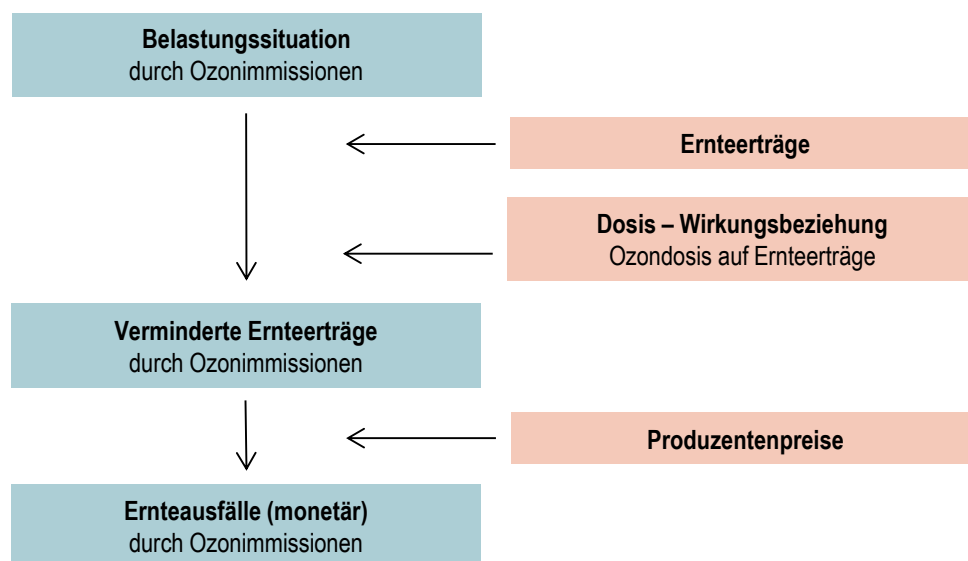 Belastungssituation
durch Ozonimmissionen
Ernteerträge
Dosis – Wirkungsbeziehung
Ozondosis auf Ernteerträge
Verminderte Ernteerträge
durch Ozonimmissionen
Produzentenpreise
Ernteausfälle (monetär)
durch Ozonimmissionen